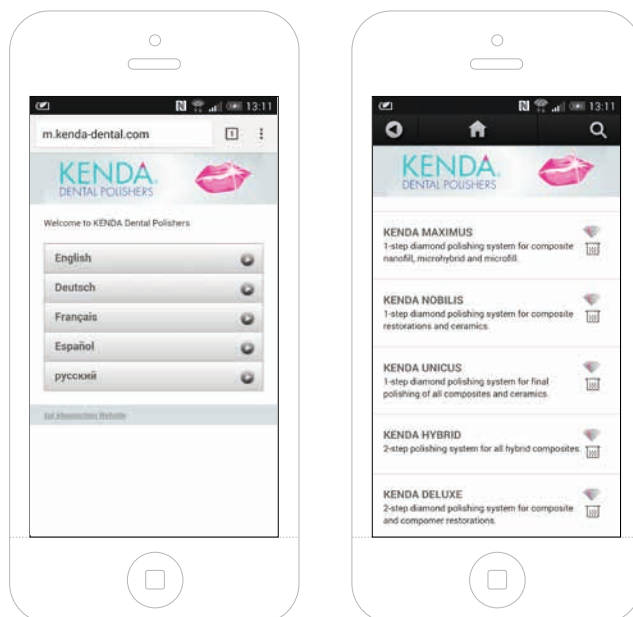 13:11
m.kenda-dental.com
1
KENDA®
DENTAL POLISHERS
Welcome to KENDA Dental Polishers
English
Deutsch
Français
Español
русский
zur klassischen Website
13:11
KENDA®
DENTAL POLISHERS
KENDA MAXIMUS
1-step diamond polishing system for composite
nanofill, microhybrid and microfill.
KENDA NOBILIS
1-step diamond polishing system for composite
restorations and ceramics.
KENDA UNICUS
1-step diamond polishing system for final
polishing of all composites and ceramics.
KENDA HYBRID
2-step polishing system for all hybrid composites.
KENDA DELUXE
2-step diamond polishing system for composite
and compomer restorations.